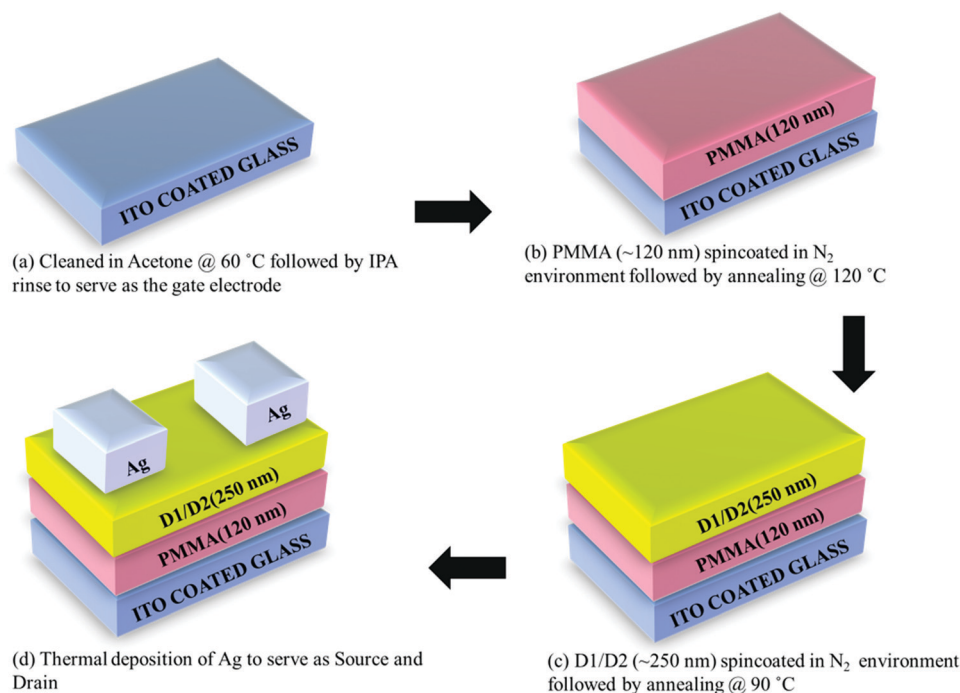 ITO COATED GLASS
(a) Cleaned in Acetone @ 60 ˚C followed by IPA
rinse to serve as the gate electrode
PMMA(120 nm)
ITO COATED GLASS
(b) PMMA (~120 nm) spincoated in N₂
environment followed by annealing @ 120 ˚C
D1/D2(250 nm)
PMMA(120 nm)
ITO COATED GLASS
(c) D1/D2 (~250 nm) spincoated in N₂ environment
followed by annealing @ 90 ˚C
Ag
Ag
D1/D2(250 nm)
PMMA(120 nm)
ITO COATED GLASS
(d) Thermal deposition of Ag to serve as Source and
Drain